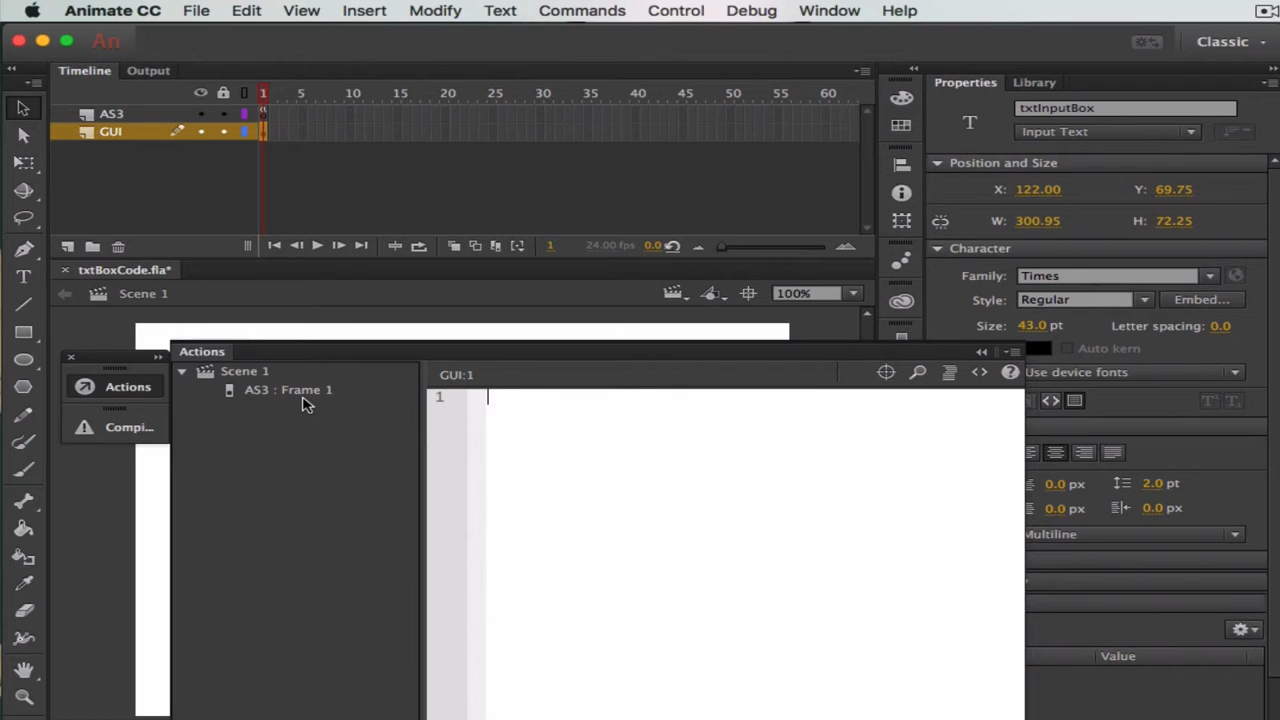 Animate CC File Edit View Insert Modify Text Commands Control Debug Window Help
An Classic
Timeline Output
Properties Library
1 5 10 15 20 25 30 35 40 45 50 55 60
txtInputBox
AS3
GUI
T Input Text
Position and Size
X: 122.00 Y: 69.75
W: 300.95 H: 72.25
1 24.00 fps 0.0
Character
txtBoxCode.fla*
Family: Times
Scene 1 100%
Style: Regular Embed...
Size: 43.0 pt Letter spacing: 0.0
Auto kern
Actions
Scene 1
GUI:1
Use device fonts
Actions
AS3 : Frame 1
1
Compi...
0.0 px 2.0 pt
0.0 px 0.0 px
Multiline
Value